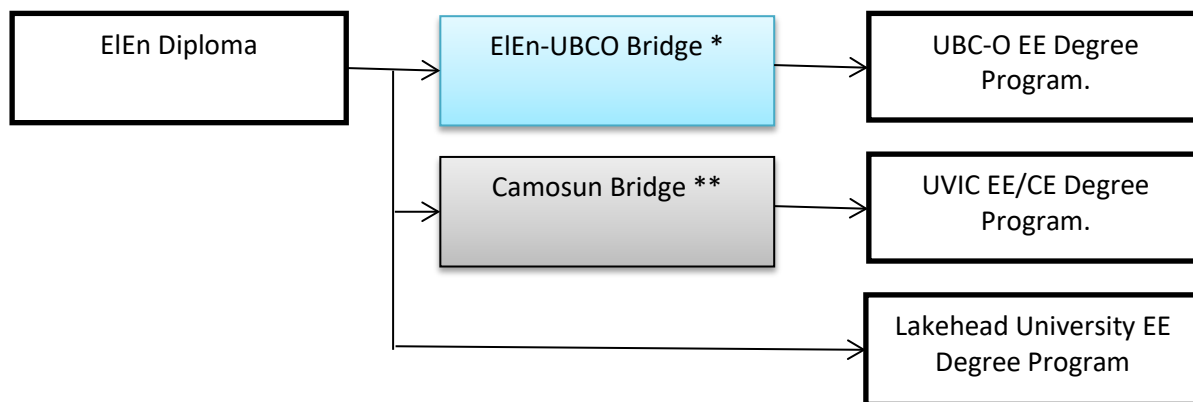 ElEn Diploma
ElEn-UBCO Bridge *
UBC-O EE Degree
Program.
Camosun Bridge **
UVIC EE/CE Degree
Program.
Lakehead University EE
Degree Program